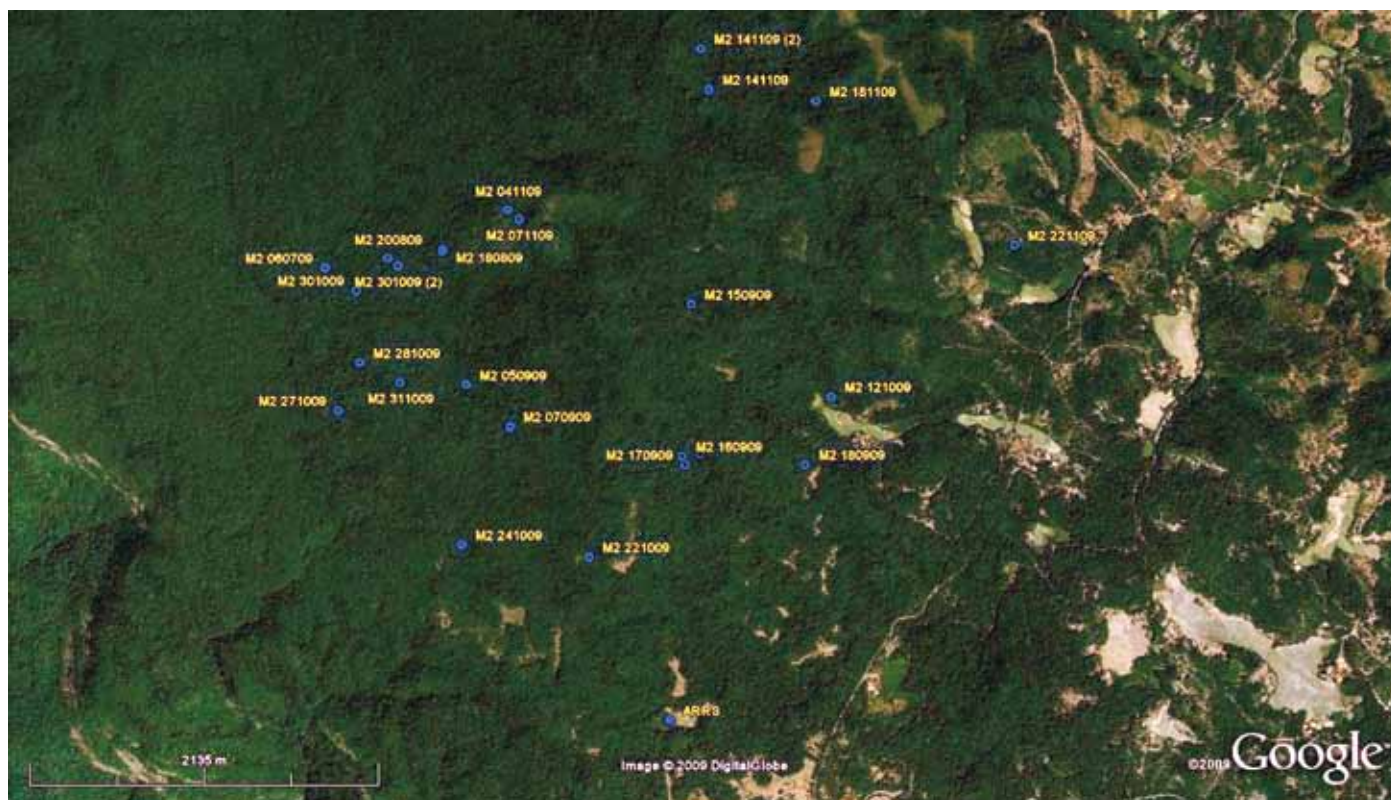 M2 141109 (2)
M2 141109
M2 181109
M2 041109
M2 071109
M2 221109
M2 200809
M2 180809
M2 060709
M2 301009
M2 301009 (2)
M2 150909
M2 281009
M2 050909
M2 121009
M2 271009
M2 311009
M2 070909
M2 170909
M2 160909
M2 180909
M2 241009
M2 221009
ARRS
2135 m
Image © 2009 DigitalGlobe
©2009 Google